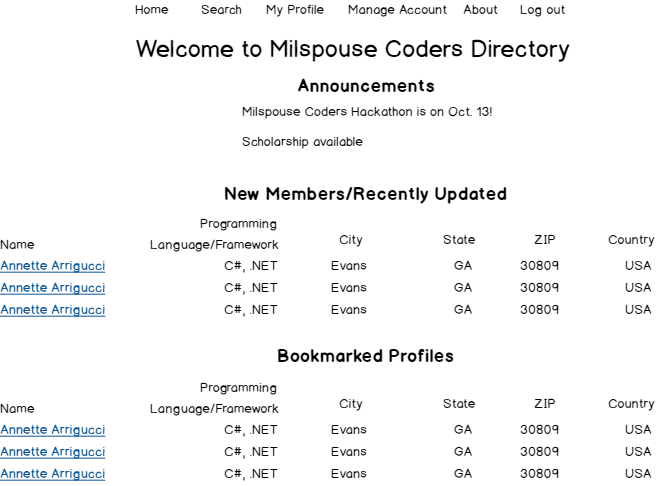 Home Search My Profile Manage Account About Log out
Welcome to Milspouse Coders Directory
Announcements
Milspouse Coders Hackathon is on Oct. 13!
Scholarship available
New Members/Recently Updated
Programming
Name Language/Framework City State ZIP Country
Annette Arrigucci C#, .NET Evans GA 30809 USA
Annette Arrigucci C#, .NET Evans GA 30809 USA
Annette Arrigucci C#, .NET Evans GA 30809 USA
Bookmarked Profiles
Programming
Name Language/Framework City State ZIP Country
Annette Arrigucci C#, .NET Evans GA 30809 USA
Annette Arrigucci C#, .NET Evans GA 30809 USA
Annette Arrigucci C#, .NET Evans GA 30809 USA